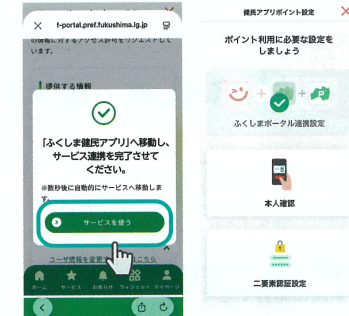 f-portal.pref.fukushima.lg.jp
の情報に対するアクセス許可をリクエストして
います。
提供する情報
「ふくしま健民アプリ」へ移動し、
サービス連携を完了させて
ください。
※数秒後に自動的にサービスへ移動しま
す。
サービスを使う
ユーザ情報を変更
こちら
ホーム
サービス
お知らせ
ウィジェット
マイページ
健民アプリポイント設定
ポイント利用に必要な設定を
しましょう
ふくしまポータル連携設定
本人確認
二要素認証設定